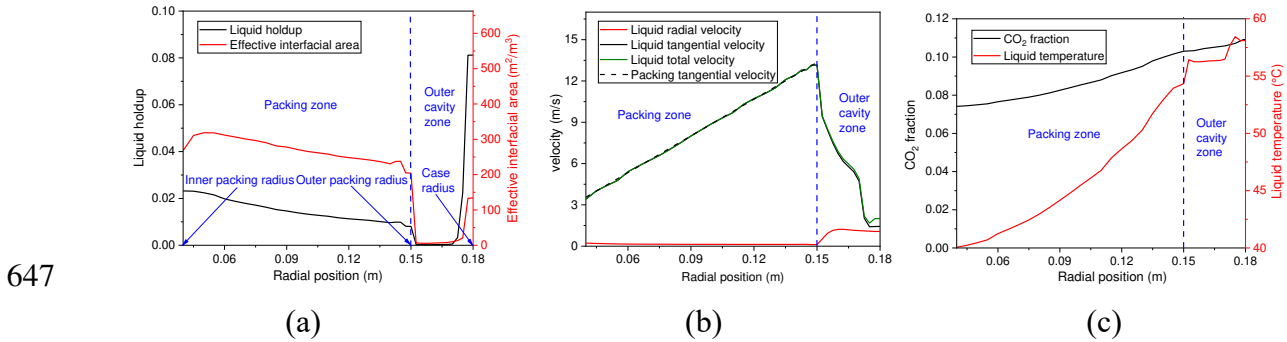 0.10
0.08
0.06
0.04
0.02
0.00
Liquid holdup
Liquid holdup
Effective interfacial area
Packing zone
Outer
cavity
zone
Inner packing radius
Outer packing radius
Case
radius
600
500
400
300
200
100
0
Effective interfacial area (m²/m³)
0.06 0.09 0.12 0.15 0.18
Radial position (m)
15
12
9
6
3
0
velocity (m/s)
Liquid radial velocity
Liquid tangential velocity
Liquid total velocity
Packing tangential velocity
Packing zone
Outer
cavity
zone
0.06 0.09 0.12 0.15 0.18
Radial position (m)
0.12
0.10
0.08
0.06
0.04
0.02
0.00
CO₂ fraction
CO₂ fraction
Liquid temperature
Packing zone
Outer
cavity
zone
60
55
50
45
40
Liquid temperature (°C)
0.06 0.09 0.12 0.15 0.18
Radial position (m)
647
(a) (b) (c)